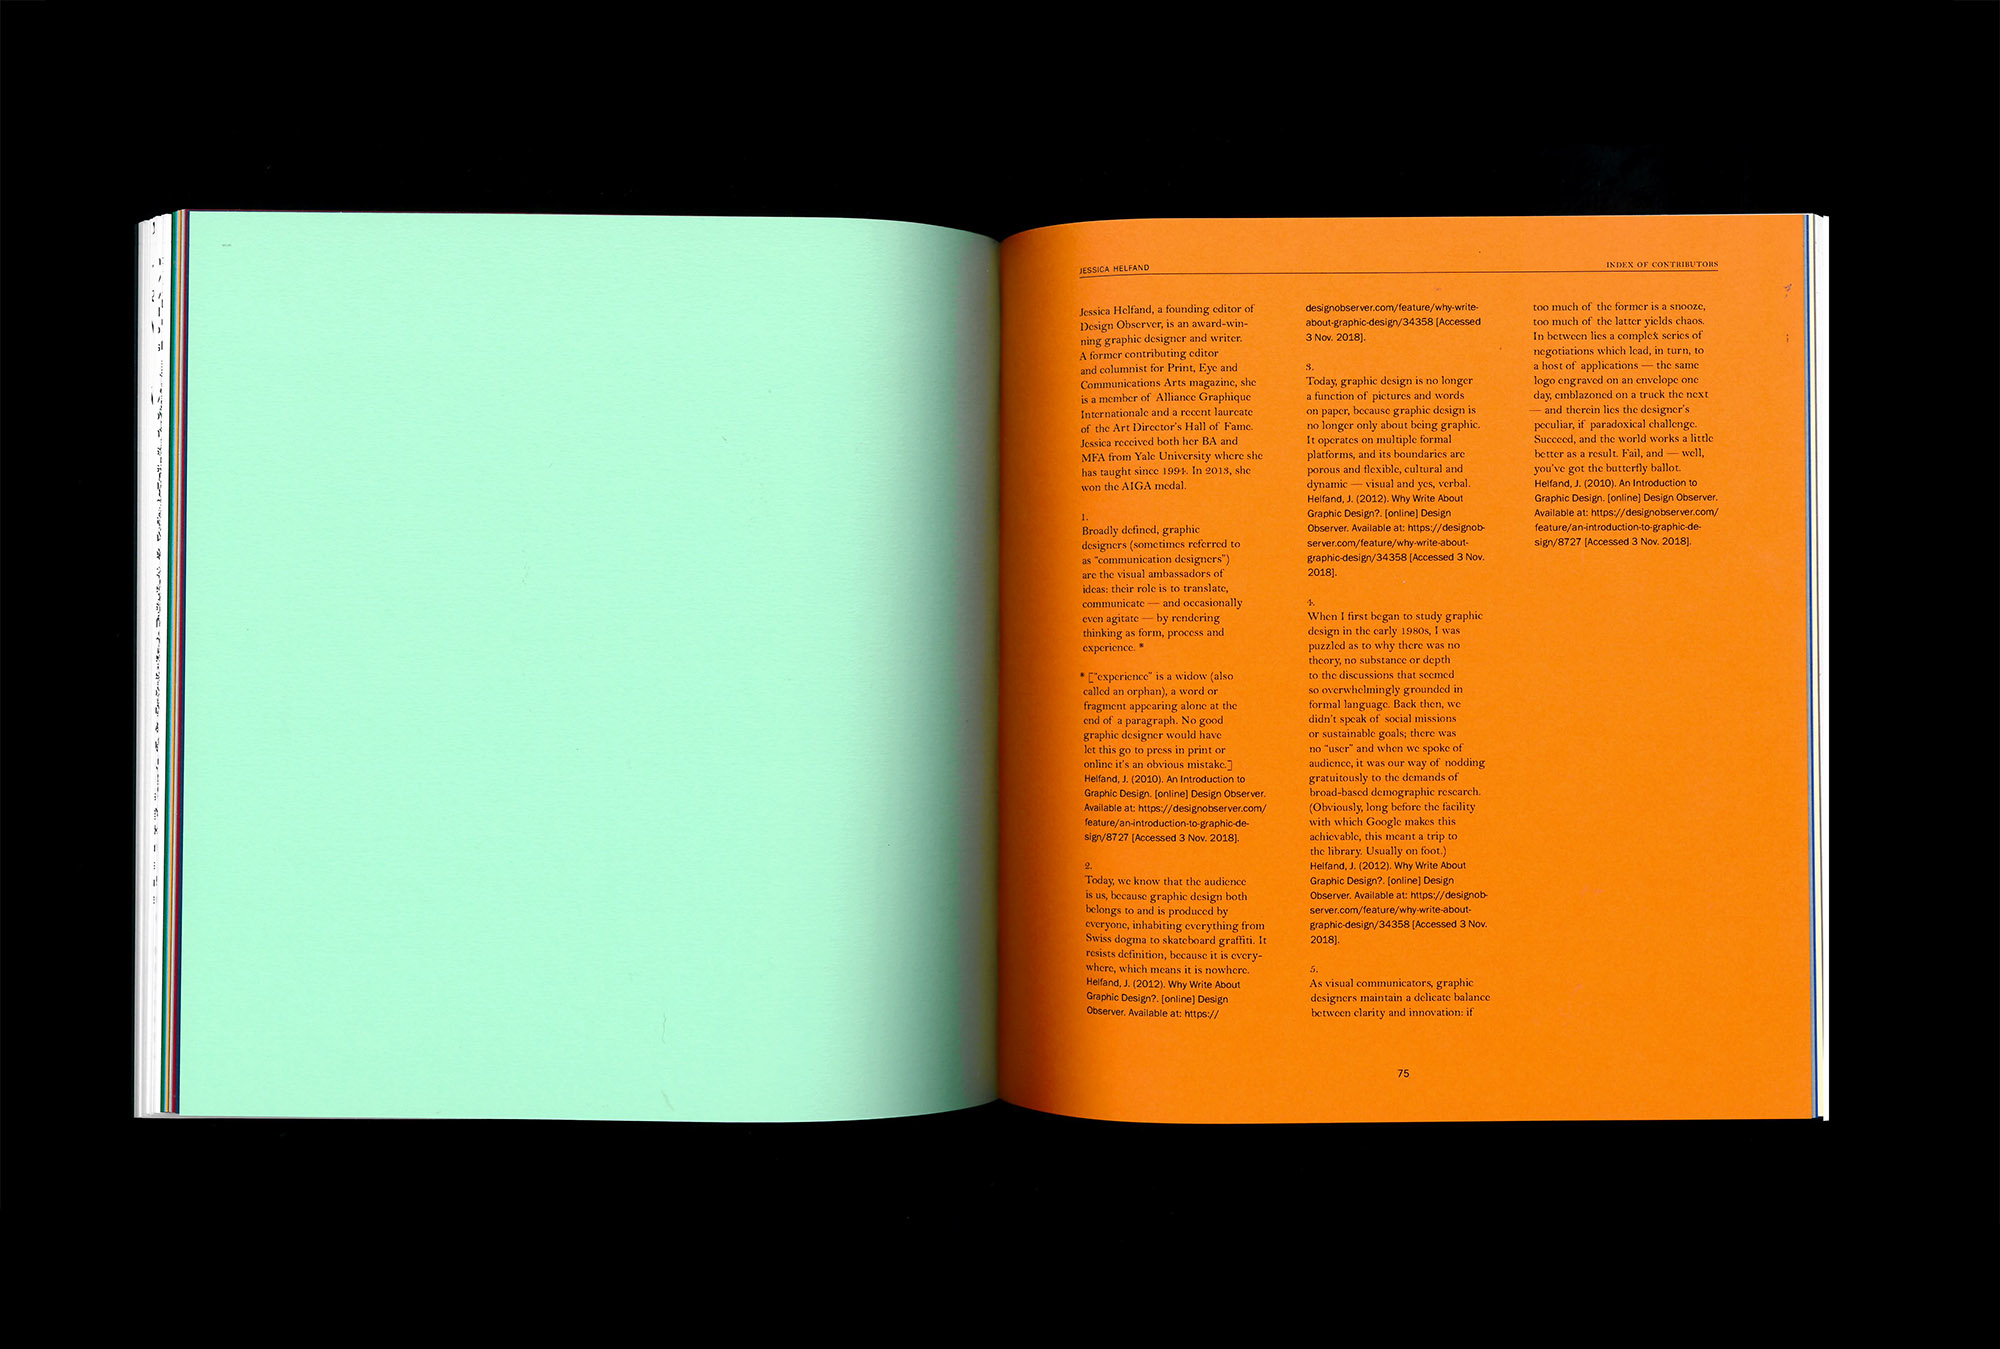 JESSICA HELFAND
INDEX OF CONTRIBUTORS
Jessica Helfand, a founding editor of
Design Observer, is an award-win-
ning graphic designer and writer.
A former contributing editor
and columnist for Print, Eye and
Communications Arts magazine, she
is a member of Alliance Graphique
Internationale and a recent laureate
of the Art Director's Hall of Fame.
Jessica received both her BA and
MFA from Yale University where she
has taught since 1994. In 2013, she
won the AIGA medal.
1.
Broadly defined, graphic
designers (sometimes referred to
as "communication designers")
are the visual ambassadors of
ideas: their role is to translate,
communicate — and occasionally
even agitate — by rendering
thinking as form, process and
experience. *
* ["experience" is a widow (also
called an orphan), a word or
fragment appearing alone at the
end of a paragraph. No good
graphic designer would have
let this go to press in print or
online it's an obvious mistake.]
Helfand, J. (2010). An Introduction to
Graphic Design. [online] Design Observer.
Available at: https://designobserver.com/
feature/an-introduction-to-graphic-de-
sign/8727 [Accessed 3 Nov. 2018].
2.
Today, we know that the audience
is us, because graphic design both
belongs to and is produced by
everyone, inhabiting everything from
Swiss dogma to skateboard graffiti. It
resists definition, because it is every-
where, which means it is nowhere.
Helfand, J. (2012). Why Write About
Graphic Design?. [online] Design
Observer. Available at: https://
designobserver.com/feature/why-write-
about-graphic-design/34358 [Accessed
3 Nov. 2018].
3.
Today, graphic design is no longer
a function of pictures and words
on paper, because graphic design is
no longer only about being graphic.
It operates on multiple formal
platforms, and its boundaries are
porous and flexible, cultural and
dynamic — visual and yes, verbal.
Helfand, J. (2012). Why Write About
Graphic Design?. [online] Design
Observer. Available at: https://designob-
server.com/feature/why-write-about-
graphic-design/34358 [Accessed 3 Nov.
2018].
4.
When I first began to study graphic
design in the early 1980s, I was
puzzled as to why there was no
theory, no substance or depth
to the discussions that seemed
so overwhelmingly grounded in
formal language. Back then, we
didn't speak of social missions
or sustainable goals; there was
no "user" and when we spoke of
audience, it was our way of nodding
gratuitously to the demands of
broad-based demographic research.
(Obviously, long before the facility
with which Google makes this
achievable, this meant a trip to
the library. Usually on foot.)
Helfand, J. (2012). Why Write About
Graphic Design?. [online] Design
Observer. Available at: https://designob-
server.com/feature/why-write-about-
graphic-design/34358 [Accessed 3 Nov.
2018].
5.
As visual communicators, graphic
designers maintain a delicate balance
between clarity and innovation: if
too much of the former is a snooze,
too much of the latter yields chaos.
In between lies a complex series of
negotiations which lead, in turn, to
a host of applications — the same
logo engraved on an envelope one
day, emblazoned on a truck the next
— and therein lies the designer's
peculiar, if paradoxical challenge.
Succeed, and the world works a little
better as a result. Fail, and — well,
you've got the butterfly ballot.
Helfand, J. (2010). An Introduction to
Graphic Design. [online] Design Observer.
Available at: https://designobserver.com/
feature/an-introduction-to-graphic-de-
sign/8727 [Accessed 3 Nov. 2018].
75